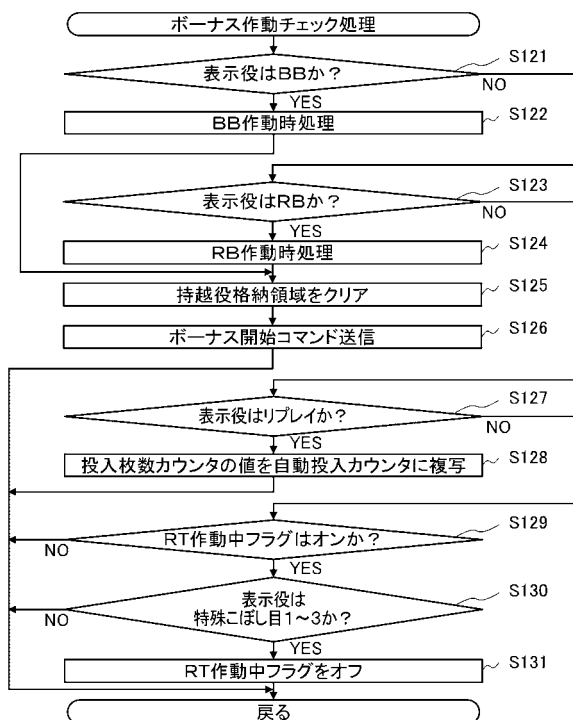 ボーナス作動チェック処理
S121
表示役はBBか?
NO
YES
S122
BB作動時処理
S123
表示役はRBか?
NO
YES
S124
RB作動時処理
S125
持越役格納領域をクリア
S126
ボーナス開始コマンド送信
S127
表示役はリプレイか?
NO
YES
S128
投入枚数カウンタの値を自動投入カウンタに複写
S129
RT作動中フラグはオンか?
NO
YES
S130
表示役は
特殊こぼし目1~3か?
NO
YES
S131
RT作動中フラグをオフ
戻る